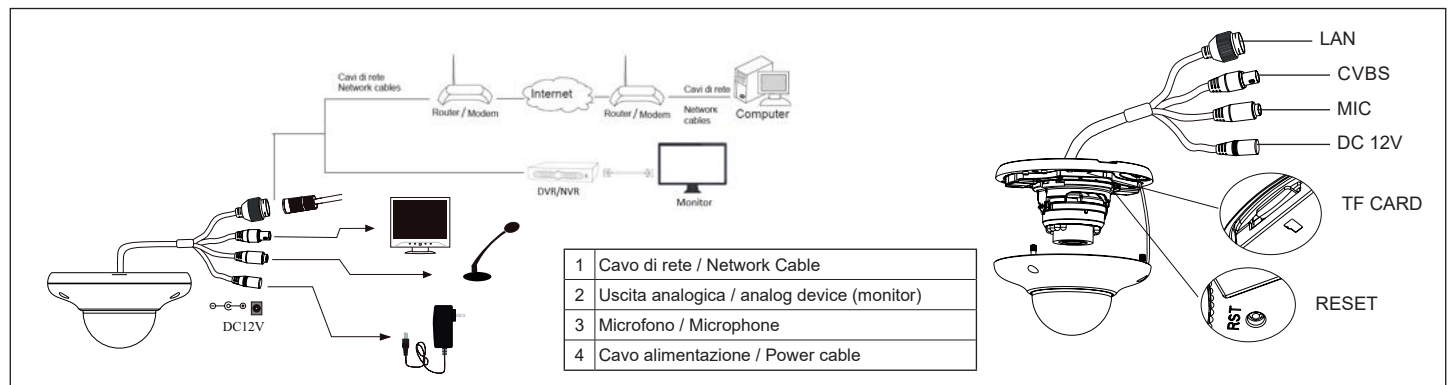 Cavi di rete
Network cables
Router / Modem
Internet
Router / Modem
Cavi di rete
Network
cables
Computer
DVR/NVR
Monitor
DC12V
1 Cavo di rete / Network Cable
2 Uscita analogica / analog device (monitor)
3 Microfono / Microphone
4 Cavo alimentazione / Power cable
LAN
CVBS
MIC
DC 12V
TF CARD
RESET
RST